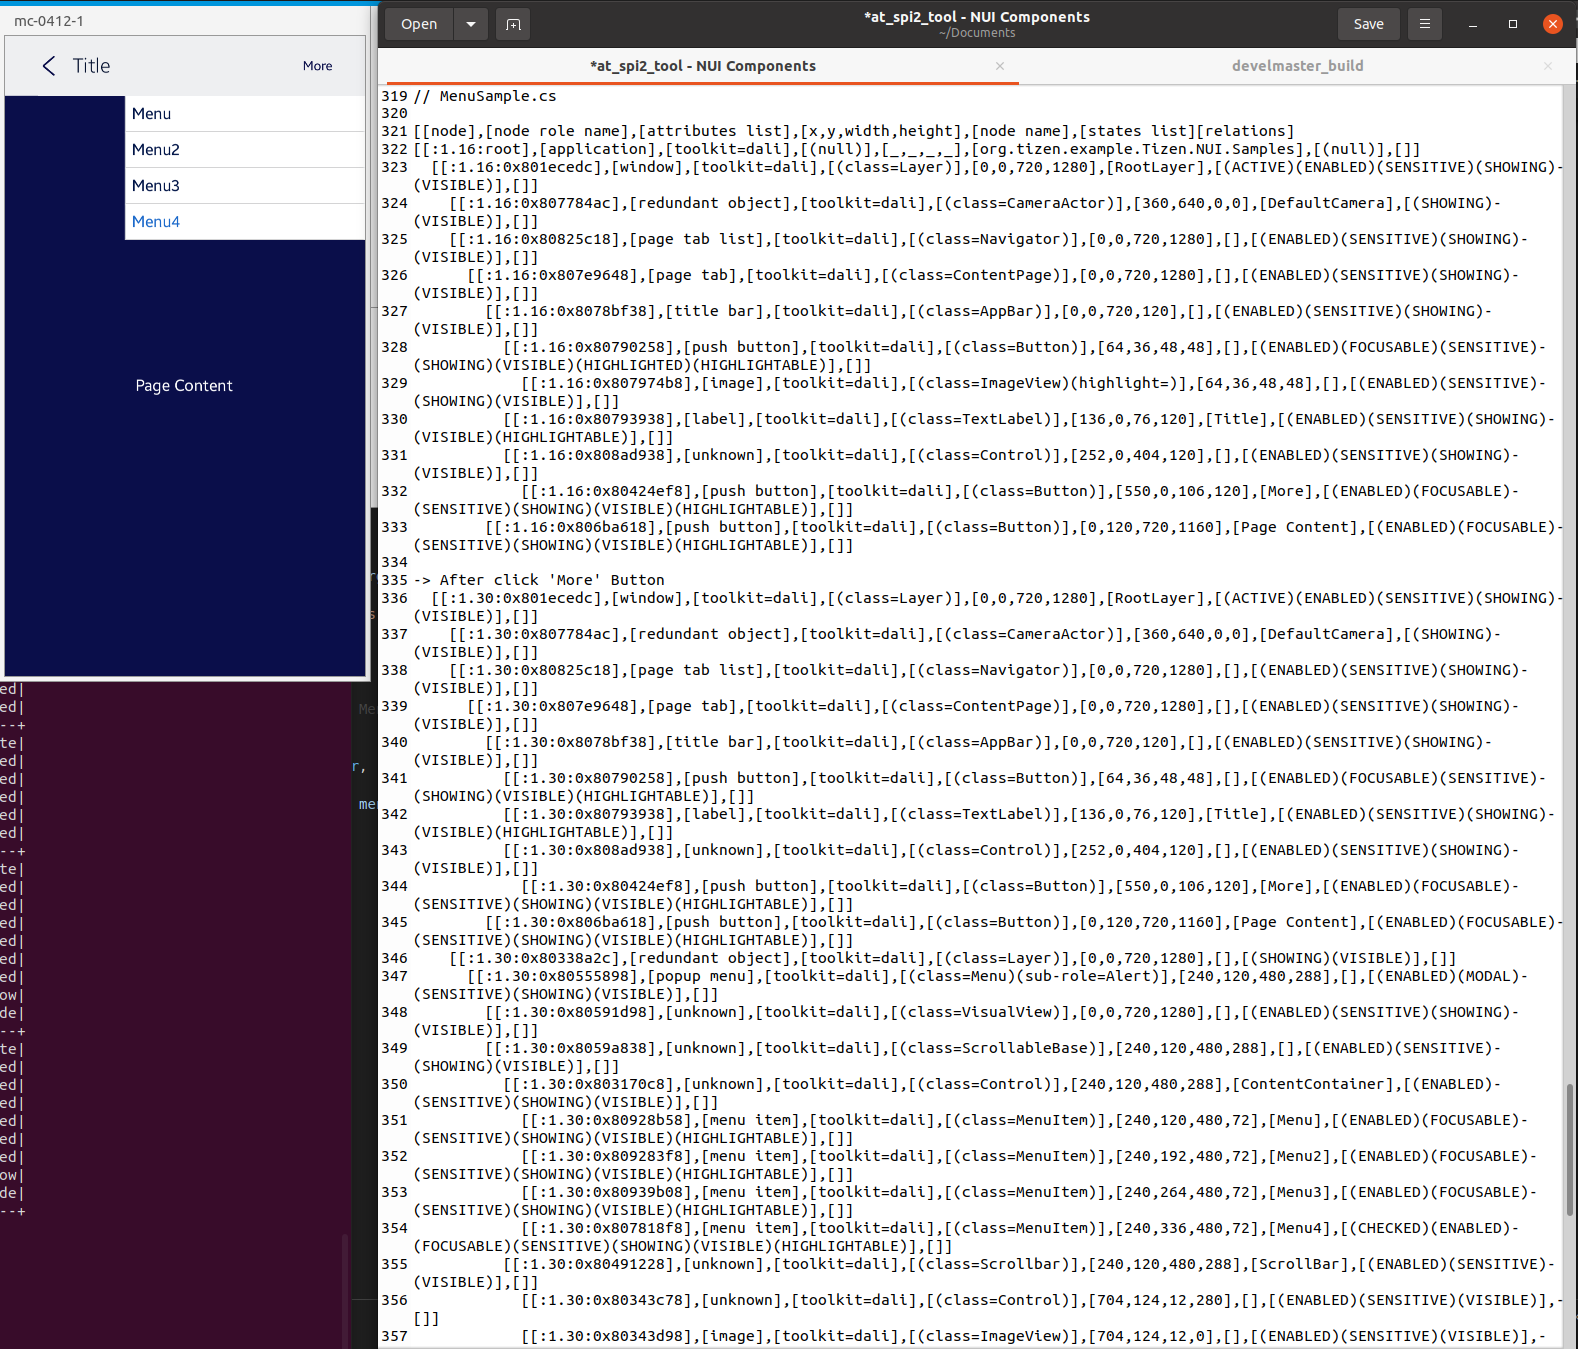 mc-0412-1
Title
More
Menu
Menu2
Menu3
Menu4
Page Content
ed|
ed|
--+
te|
ed|
ed|
ed|
ed|
ed|
--+
te|
ed|
ed|
ed|
ed|
ed|
ed|
ow|
de|
--+
te|
ed|
ed|
ed|
ed|
ed|
ed|
ow|
de|
--+
s
Me
r,
me
Open
*at_spi2_tool - NUI Components
~/Documents
Save
*at_spi2_tool - NUI Components
develmaster_build
319 // MenuSample.cs
320
321 [[node],[node role name],[attributes list],[x,y,width,height],[node name],[states list][relations]
322 [[:1.16:root],[application],[toolkit=dali],[(null)],[_,_,_,_],[org.tizen.example.Tizen.NUI.Samples],[(null)],[]]
323 [[:1.16:0x801ecedc],[window],[toolkit=dali],[(class=Layer)],[0,0,720,1280],[RootLayer],[(ACTIVE)(ENABLED)(SENSITIVE)(SHOWING)-
(VISIBLE)],[]]
324 [[:1.16:0x807784ac],[redundant object],[toolkit=dali],[(class=CameraActor)],[360,640,0,0],[DefaultCamera],[(SHOWING)-
(VISIBLE)],[]]
325 [[:1.16:0x80825c18],[page tab list],[toolkit=dali],[(class=Navigator)],[0,0,720,1280],[],[(ENABLED)(SENSITIVE)(SHOWING)-
(VISIBLE)],[]]
326 [[:1.16:0x807e9648],[page tab],[toolkit=dali],[(class=ContentPage)],[0,0,720,1280],[],[(ENABLED)(SENSITIVE)(SHOWING)-
(VISIBLE)],[]]
327 [[:1.16:0x8078bf38],[title bar],[toolkit=dali],[(class=AppBar)],[0,0,720,120],[],[(ENABLED)(SENSITIVE)(SHOWING)-
(VISIBLE)],[]]
328 [[:1.16:0x80790258],[push button],[toolkit=dali],[(class=Button)],[64,36,48,48],[],[(ENABLED)(FOCUSABLE)(SENSITIVE)-
(SHOWING)(VISIBLE)(HIGHLIGHTED)(HIGHLIGHTABLE)],[]]
329 [[:1.16:0x807974b8],[image],[toolkit=dali],[(class=ImageView)(highlight=)],[64,36,48,48],[],[(ENABLED)(SENSITIVE)-
(SHOWING)(VISIBLE)],[]]
330 [[:1.16:0x80793938],[label],[toolkit=dali],[(class=TextLabel)],[136,0,76,120],[Title],[(ENABLED)(SENSITIVE)(SHOWING)-
(VISIBLE)(HIGHLIGHTABLE)],[]]
331 [[:1.16:0x808ad938],[unknown],[toolkit=dali],[(class=Control)],[252,0,404,120],[],[(ENABLED)(SENSITIVE)(SHOWING)-
(VISIBLE)],[]]
332 [[:1.16:0x80424ef8],[push button],[toolkit=dali],[(class=Button)],[550,0,106,120],[More],[(ENABLED)(FOCUSABLE)-
(SENSITIVE)(SHOWING)(VISIBLE)(HIGHLIGHTABLE)],[]]
333 [[:1.16:0x806ba618],[push button],[toolkit=dali],[(class=Button)],[0,120,720,1160],[Page Content],[(ENABLED)(FOCUSABLE)-
(SENSITIVE)(SHOWING)(VISIBLE)(HIGHLIGHTABLE)],[]]
334
335 -> After click 'More' Button
336 [[:1.30:0x801ecedc],[window],[toolkit=dali],[(class=Layer)],[0,0,720,1280],[RootLayer],[(ACTIVE)(ENABLED)(SENSITIVE)(SHOWING)-
(VISIBLE)],[]]
337 [[:1.30:0x807784ac],[redundant object],[toolkit=dali],[(class=CameraActor)],[360,640,0,0],[DefaultCamera],[(SHOWING)-
(VISIBLE)],[]]
338 [[:1.30:0x80825c18],[page tab list],[toolkit=dali],[(class=Navigator)],[0,0,720,1280],[],[(ENABLED)(SENSITIVE)(SHOWING)-
(VISIBLE)],[]]
339 [[:1.30:0x807e9648],[page tab],[toolkit=dali],[(class=ContentPage)],[0,0,720,1280],[],[(ENABLED)(SENSITIVE)(SHOWING)-
(VISIBLE)],[]]
340 [[:1.30:0x8078bf38],[title bar],[toolkit=dali],[(class=AppBar)],[0,0,720,120],[],[(ENABLED)(SENSITIVE)(SHOWING)-
(VISIBLE)],[]]
341 [[:1.30:0x80790258],[push button],[toolkit=dali],[(class=Button)],[64,36,48,48],[],[(ENABLED)(FOCUSABLE)(SENSITIVE)-
(SHOWING)(VISIBLE)(HIGHLIGHTABLE)],[]]
342 [[:1.30:0x80793938],[label],[toolkit=dali],[(class=TextLabel)],[136,0,76,120],[Title],[(ENABLED)(SENSITIVE)(SHOWING)-
(VISIBLE)(HIGHLIGHTABLE)],[]]
343 [[:1.30:0x808ad938],[unknown],[toolkit=dali],[(class=Control)],[252,0,404,120],[],[(ENABLED)(SENSITIVE)(SHOWING)-
(VISIBLE)],[]]
344 [[:1.30:0x80424ef8],[push button],[toolkit=dali],[(class=Button)],[550,0,106,120],[More],[(ENABLED)(FOCUSABLE)-
(SENSITIVE)(SHOWING)(VISIBLE)(HIGHLIGHTABLE)],[]]
345 [[:1.30:0x806ba618],[push button],[toolkit=dali],[(class=Button)],[0,120,720,1160],[Page Content],[(ENABLED)(FOCUSABLE)-
(SENSITIVE)(SHOWING)(VISIBLE)(HIGHLIGHTABLE)],[]]
346 [[:1.30:0x80338a2c],[redundant object],[toolkit=dali],[(class=Layer)],[0,0,720,1280],[],[(SHOWING)(VISIBLE)],[]]
347 [[:1.30:0x80555898],[popup menu],[toolkit=dali],[(class=Menu)(sub-role=Alert)],[240,120,480,288],[],[(ENABLED)(MODAL)-
(SENSITIVE)(SHOWING)(VISIBLE)],[]]
348 [[:1.30:0x80591d98],[unknown],[toolkit=dali],[(class=VisualView)],[0,0,720,1280],[],[(ENABLED)(SENSITIVE)(SHOWING)-
(VISIBLE)],[]]
349 [[:1.30:0x8059a838],[unknown],[toolkit=dali],[(class=ScrollableBase)],[240,120,480,288],[],[(ENABLED)(SENSITIVE)-
(SHOWING)(VISIBLE)],[]]
350 [[:1.30:0x803170c8],[unknown],[toolkit=dali],[(class=Control)],[240,120,480,288],[ContentContainer],[(ENABLED)-
(SENSITIVE)(SHOWING)(VISIBLE)],[]]
351 [[:1.30:0x80928b58],[menu item],[toolkit=dali],[(class=MenuItem)],[240,120,480,72],[Menu],[(ENABLED)(FOCUSABLE)-
(SENSITIVE)(SHOWING)(VISIBLE)(HIGHLIGHTABLE)],[]]
352 [[:1.30:0x809283f8],[menu item],[toolkit=dali],[(class=MenuItem)],[240,192,480,72],[Menu2],[(ENABLED)(FOCUSABLE)-
(SENSITIVE)(SHOWING)(VISIBLE)(HIGHLIGHTABLE)],[]]
353 [[:1.30:0x80939b08],[menu item],[toolkit=dali],[(class=MenuItem)],[240,264,480,72],[Menu3],[(ENABLED)(FOCUSABLE)-
(SENSITIVE)(SHOWING)(VISIBLE)(HIGHLIGHTABLE)],[]]
354 [[:1.30:0x807818f8],[menu item],[toolkit=dali],[(class=MenuItem)],[240,336,480,72],[Menu4],[(CHECKED)(ENABLED)-
(FOCUSABLE)(SENSITIVE)(SHOWING)(VISIBLE)(HIGHLIGHTABLE)],[]]
355 [[:1.30:0x80491228],[unknown],[toolkit=dali],[(class=Scrollbar)],[240,120,480,288],[ScrollBar],[(ENABLED)(SENSITIVE)-
(VISIBLE)],[]]
356 [[:1.30:0x80343c78],[unknown],[toolkit=dali],[(class=Control)],[704,124,12,280],[],[(ENABLED)(SENSITIVE)(VISIBLE)],-
[]]
357 [[:1.30:0x80343d98],[image],[toolkit=dali],[(class=ImageView)],[704,124,12,0],[],[(ENABLED)(SENSITIVE)(VISIBLE)],-